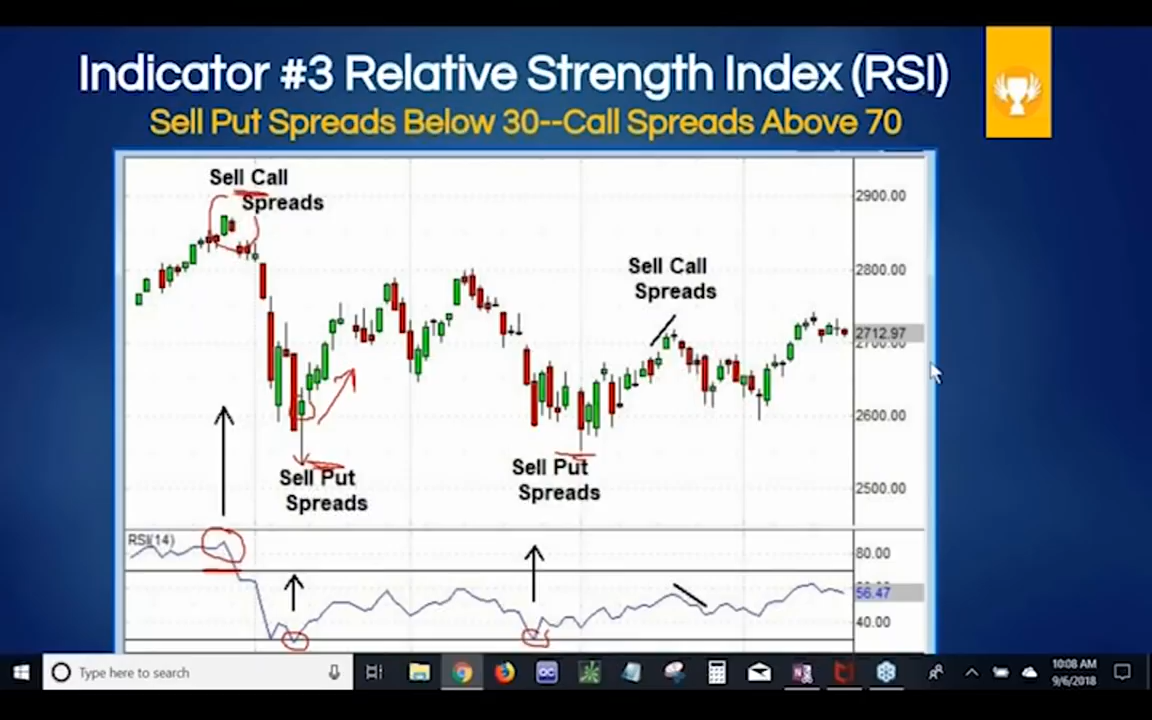 Indicator #3 Relative Strength Index (RSI)
Sell Put Spreads Below 30--Call Spreads Above 70
Sell Call
Spreads
2900.00
Sell Call
Spreads
2800.00
2712.97
2700.00
2600.00
Sell Put
Spreads
Sell Put
Spreads
2500.00
RSI(14)
80.00
56.47
40.00
Type here to search
10:08 AM
9/6/2018